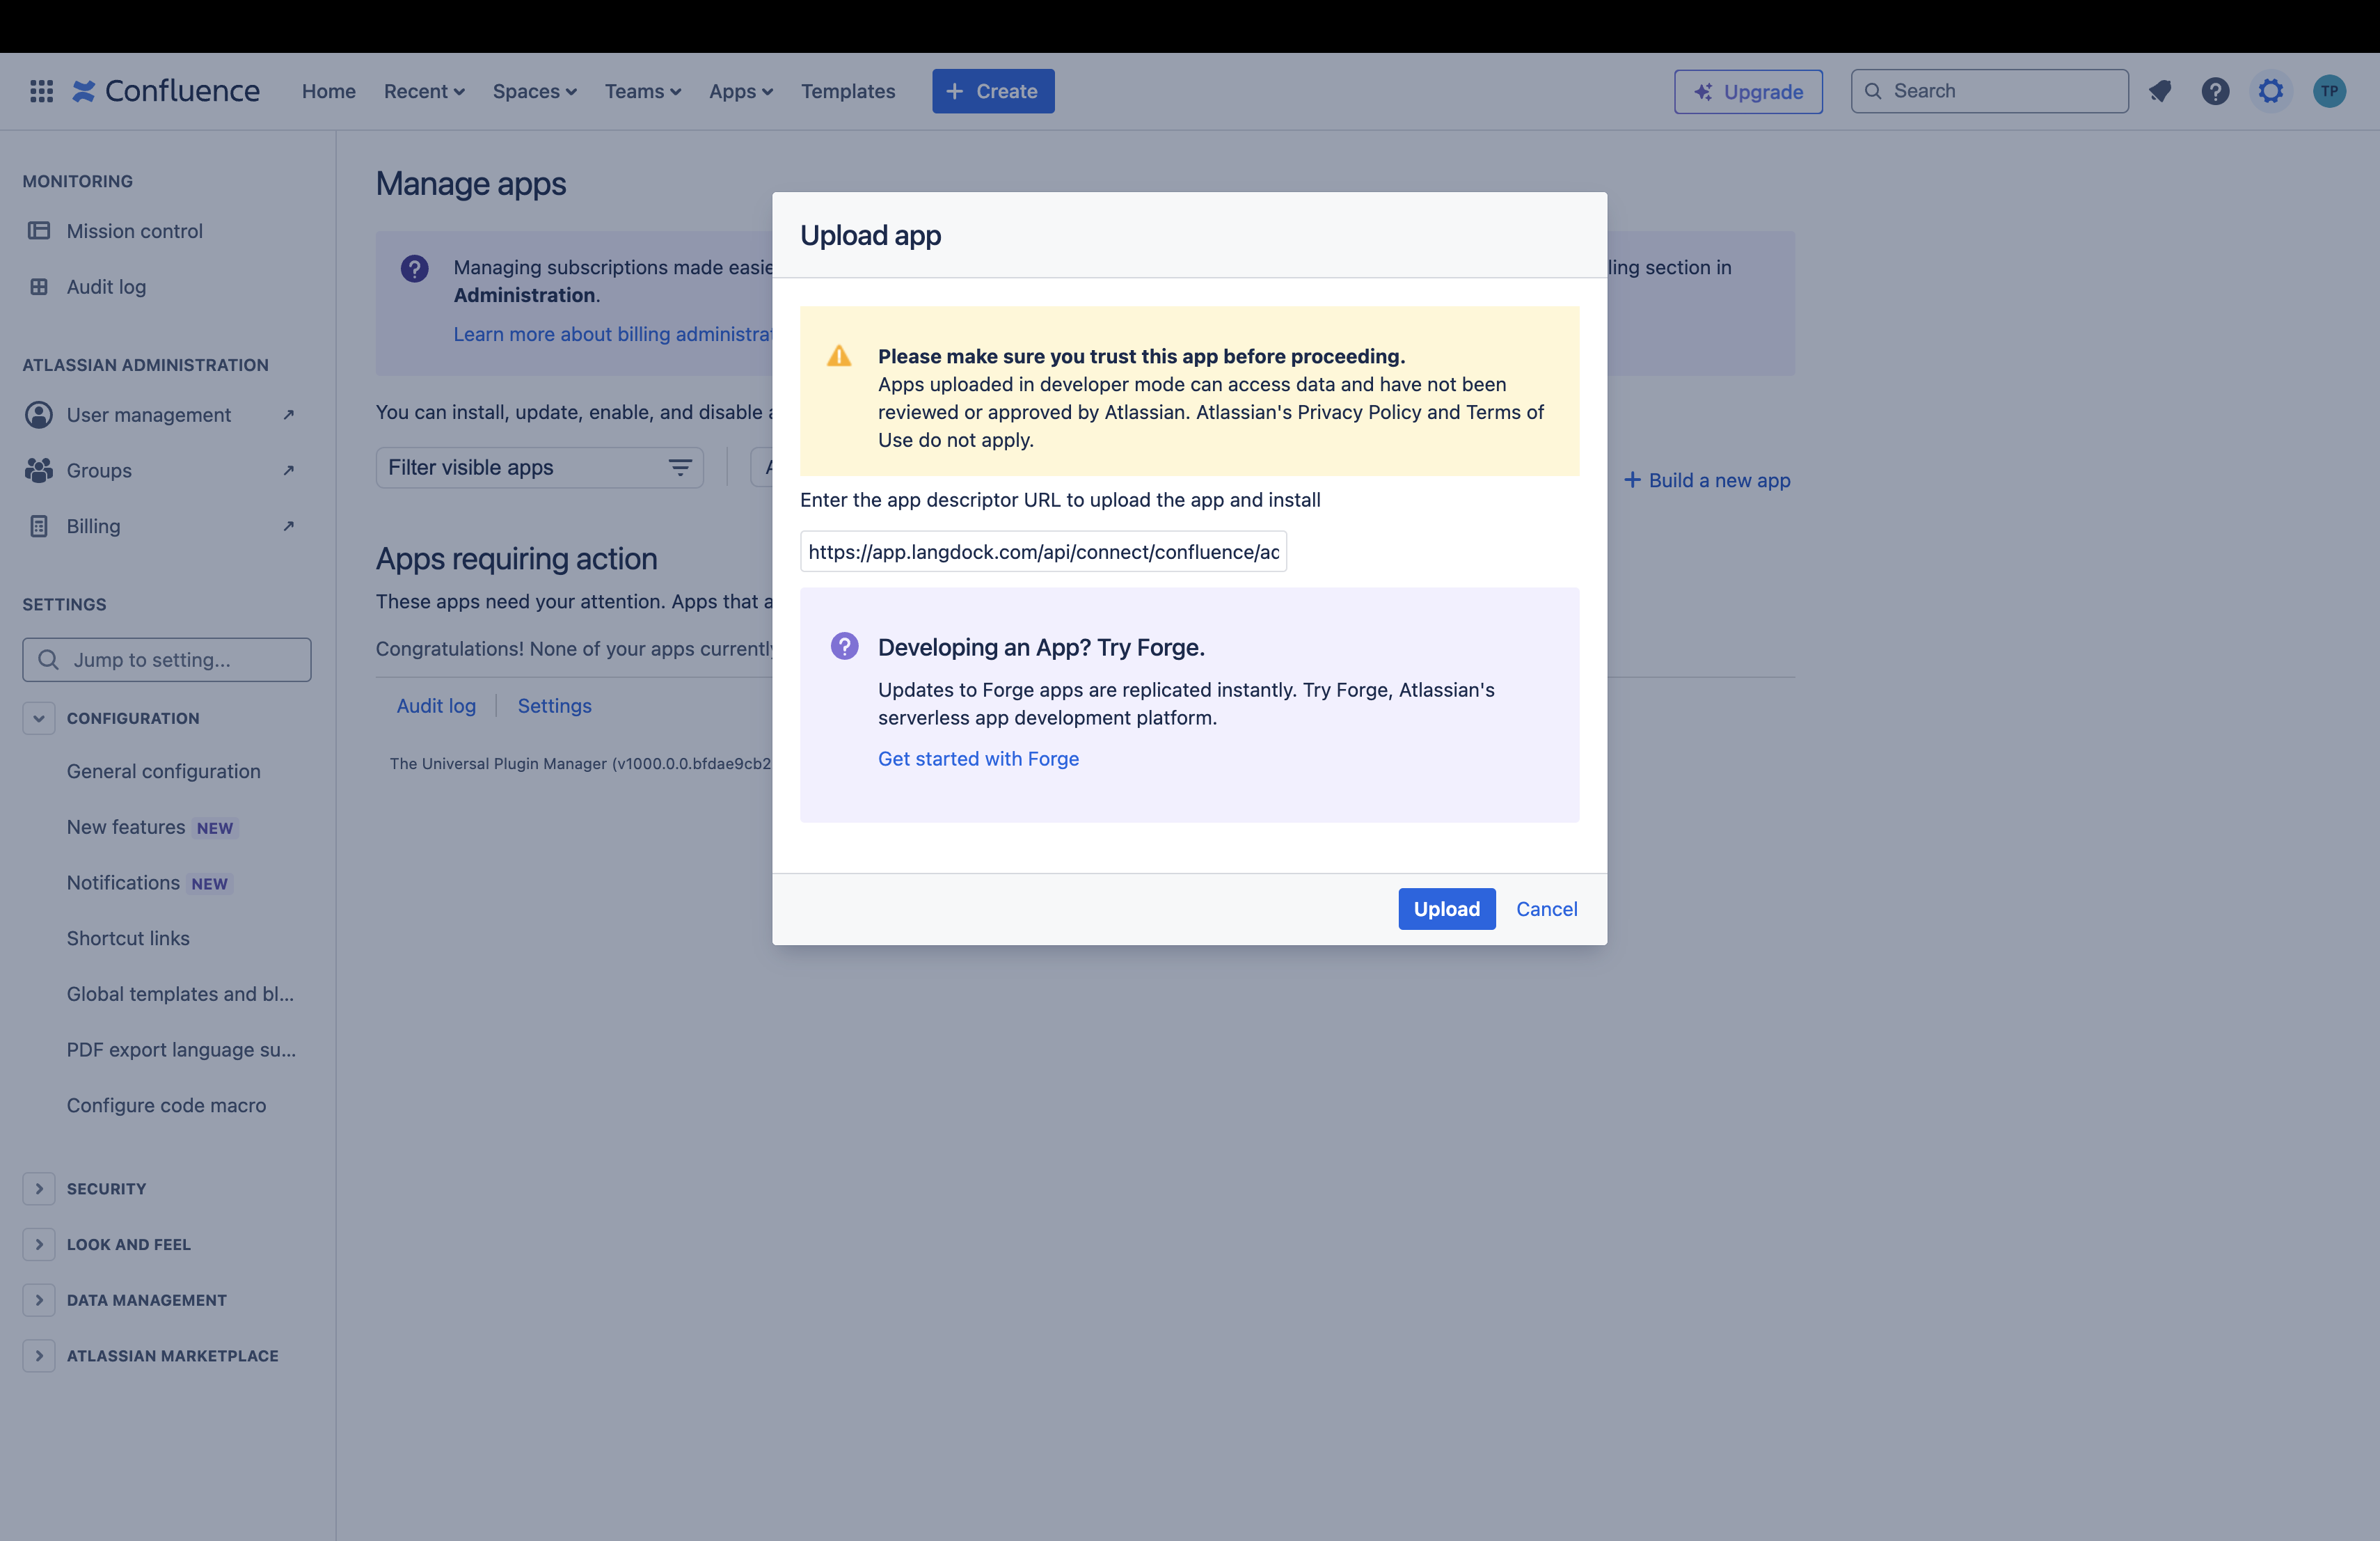 Confluence
Home
Recent
Spaces
Teams
Apps
Templates
Create
Upgrade
Search
TP
MONITORING
Mission control
Audit log
ATLASSIAN ADMINISTRATION
User management
Groups
Billing
SETTINGS
Jump to setting...
CONFIGURATION
General configuration
New features NEW
Notifications NEW
Shortcut links
Global templates and bl...
PDF export language su...
Configure code macro
SECURITY
LOOK AND FEEL
DATA MANAGEMENT
ATLASSIAN MARKETPLACE
Manage apps
Managing subscriptions made easie
ling section in
Administration.
Learn more about billing administrat
You can install, update, enable, and disable a
Filter visible apps
A
Build a new app
Apps requiring action
These apps need your attention. Apps that a
Congratulations! None of your apps currently
Audit log
Settings
The Universal Plugin Manager (v1000.0.0.bfdae9cb2
Upload app
Please make sure you trust this app before proceeding.
Apps uploaded in developer mode can access data and have not been
reviewed or approved by Atlassian. Atlassian's Privacy Policy and Terms of
Use do not apply.
Enter the app descriptor URL to upload the app and install
https://app.langdock.com/api/connect/confluence/ac
Developing an App? Try Forge.
Updates to Forge apps are replicated instantly. Try Forge, Atlassian's
serverless app development platform.
Get started with Forge
Upload
Cancel